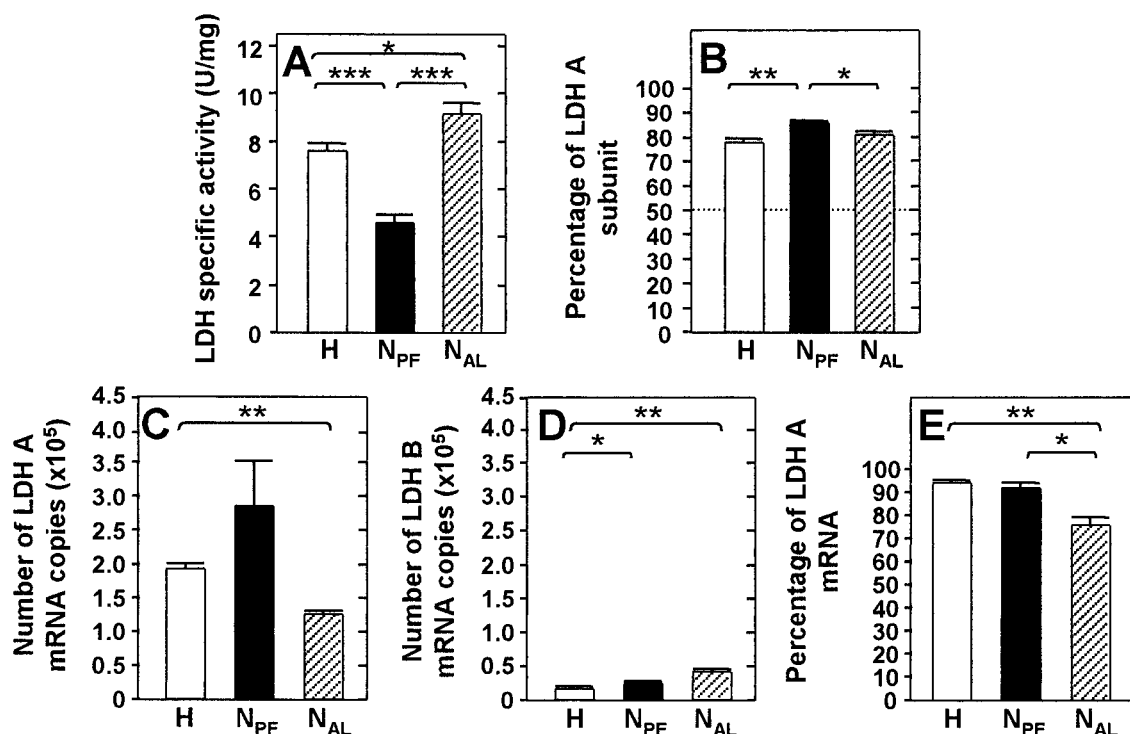 LDH specific activity (U/mg)
12
10
8
6
4
2
0
A
*
***
***
H
N_PF
N_AL
Percentage of LDH A
subunit
100
90
80
70
60
50
40
30
20
10
0
B
**
*
H
N_PF
N_AL
Number of LDH A
mRNA copies (x10⁵)
4.5
4.0
3.5
3.0
2.5
2.0
1.5
1.0
0.5
0
C
**
H
N_PF
N_AL
Number of LDH B
mRNA copies (x10⁵)
4.5
4.0
3.5
3.0
2.5
2.0
1.5
1.0
0.5
0
D
**
*
H
N_PF
N_AL
Percentage of LDH A
mRNA
100
90
80
70
60
50
40
30
20
10
0
E
**
*
H
N_PF
N_AL